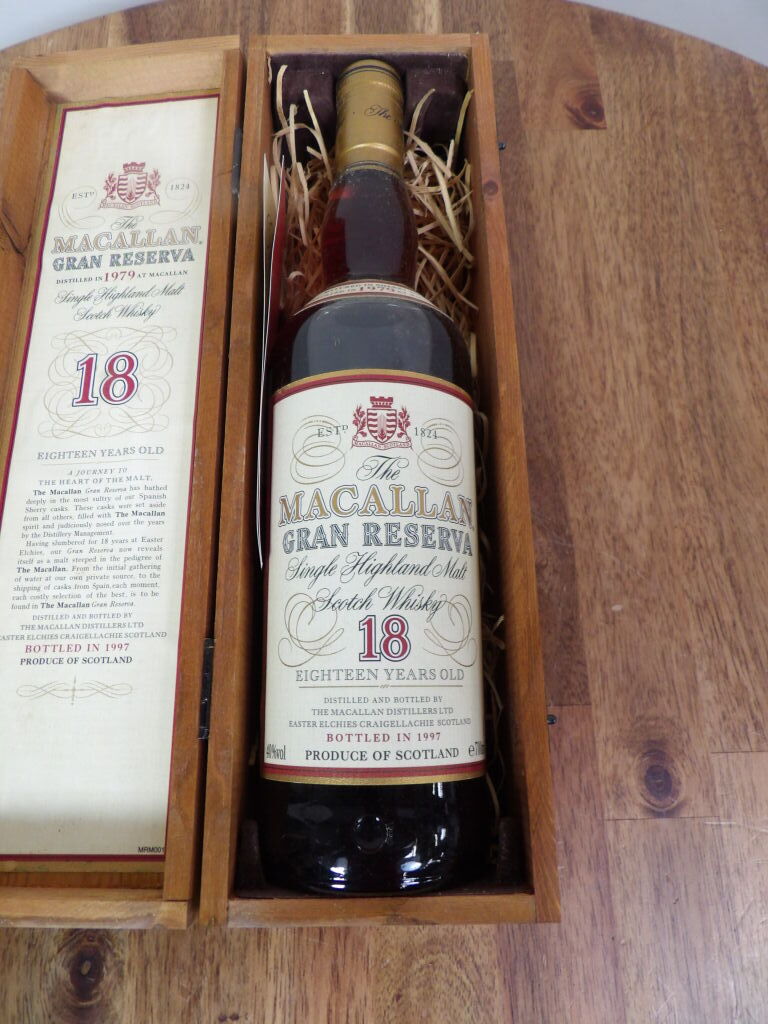 ESTD 1824
The
MACALLAN
GRAN RESERVA
DISTILLED IN 1979 AT MACALLAN
Single Highland Malt
Scotch Whisky
18
EIGHTEEN YEARS OLD
A JOURNEY TO
THE HEART OF THE MALT.
The Macallan Gran Reserva has bathed
deeply in the most sultry of our Spanish
Sherry casks. These casks were set aside
from all others, filled with The Macallan
spirit and judiciously nosed over the years
by the Distillery Management.
Having slumbered for 18 years at Easter
Elchies, our Gran Reserva now reveals
itself as a malt steeped in the pedigree of
The Macallan. From the initial gathering
of water at our own private source, to the
shipping of casks from Spain, each moment,
each costly selection of the best, is to be
found in The Macallan Gran Reserva.
DISTILLED AND BOTTLED BY
THE MACALLAN DISTILLERS LTD
EASTER ELCHIES CRAIGELLACHIE SCOTLAND
BOTTLED IN 1997
PRODUCE OF SCOTLAND
MRM001
The
1979
ESTD 1824
MACALLAN SCOTLAND
The
MACALLAN
GRAN RESERVA
Single Highland Malt
Scotch Whisky
18
EIGHTEEN YEARS OLD
DISTILLED AND BOTTLED BY
THE MACALLAN DISTILLERS LTD
EASTER ELCHIES CRAIGELLACHIE SCOTLAND
BOTTLED IN 1997
40%vol PRODUCE OF SCOTLAND e